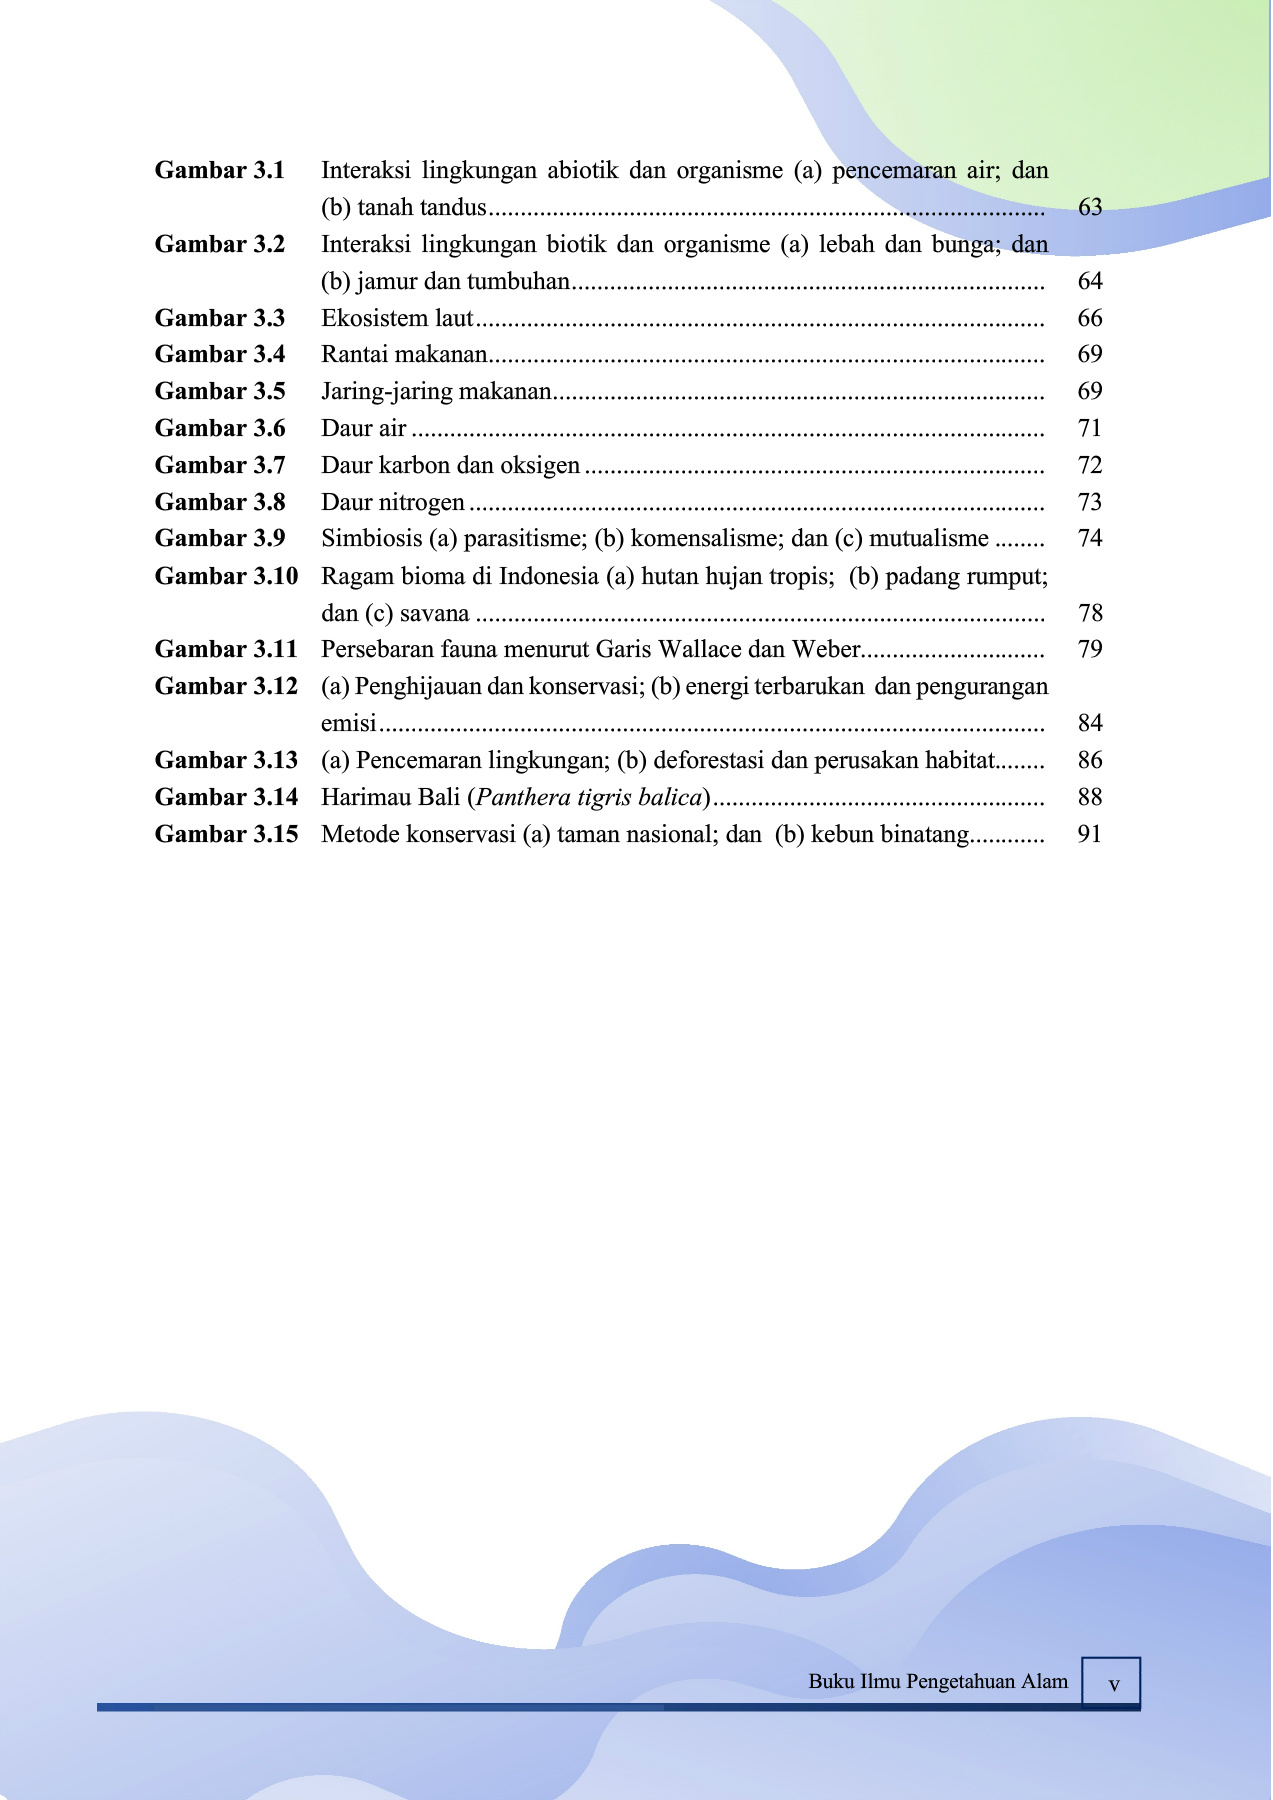 Gambar 3.1 Interaksi lingkungan abiotik dan organisme (a) pencemaran air; dan
(b) tanah tandus........................................................................................ 63
Gambar 3.2 Interaksi lingkungan biotik dan organisme (a) lebah dan bunga; dan
(b) jamur dan tumbuhan.......................................................................... 64
Gambar 3.3 Ekosistem laut......................................................................................... 66
Gambar 3.4 Rantai makanan....................................................................................... 69
Gambar 3.5 Jaring-jaring makanan............................................................................. 69
Gambar 3.6 Daur air ................................................................................................... 71
Gambar 3.7 Daur karbon dan oksigen ........................................................................ 72
Gambar 3.8 Daur nitrogen .......................................................................................... 73
Gambar 3.9 Simbiosis (a) parasitisme; (b) komensalisme; dan (c) mutualisme ........ 74
Gambar 3.10 Ragam bioma di Indonesia (a) hutan hujan tropis; (b) padang rumput;
dan (c) savana ......................................................................................... 78
Gambar 3.11 Persebaran fauna menurut Garis Wallace dan Weber............................. 79
Gambar 3.12 (a) Penghijauan dan konservasi; (b) energi terbarukan dan pengurangan
emisi........................................................................................................ 84
Gambar 3.13 (a) Pencemaran lingkungan; (b) deforestasi dan perusakan habitat........ 86
Gambar 3.14 Harimau Bali (Panthera tigris balica).................................................... 88
Gambar 3.15 Metode konservasi (a) taman nasional; dan (b) kebun binatang............ 91
Buku Ilmu Pengetahuan Alam v